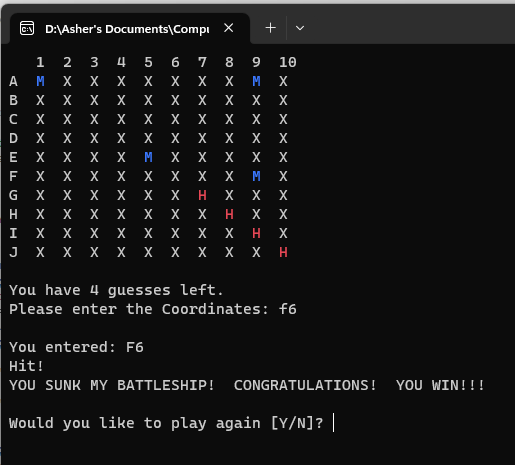 D:\Asher's Documents\Compu
1 2 3 4 5 6 7 8 9 10
A M X X X X X X X M X
B X X X X X X X X X X
C X X X X X X X X X X
D X X X X X X X X X X
E X X X X M X X X X X
F X X X X X X X X M X
G X X X X X X H X X X
H X X X X X X X H X X
I X X X X X X X X H X
J X X X X X X X X X H
You have 4 guesses left.
Please enter the Coordinates: f6
You entered: F6
Hit!
YOU SUNK MY BATTLESHIP!  CONGRATULATIONS!  YOU WIN!!!
Would you like to play again [Y/N]?